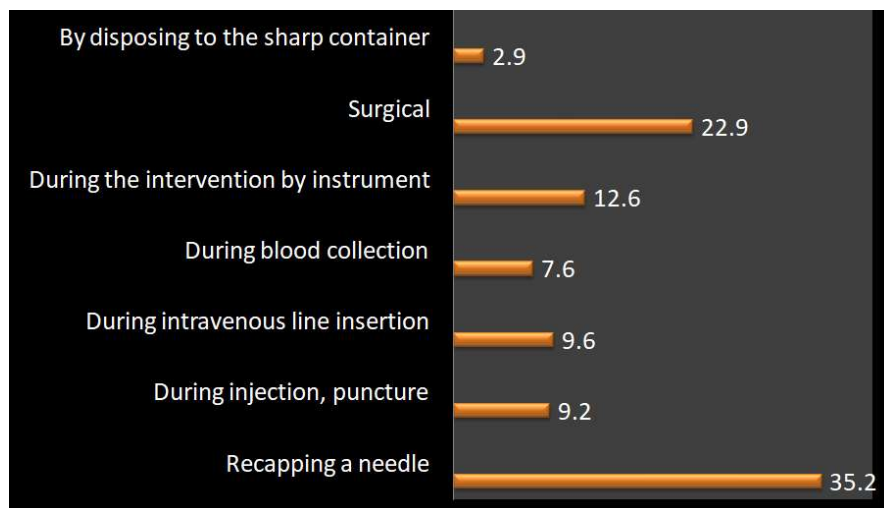 By disposing to the sharp container
2.9
Surgical
22.9
During the intervention by instrument
12.6
During blood collection
7.6
During intravenous line insertion
9.6
During injection, puncture
9.2
Recapping a needle
35.2